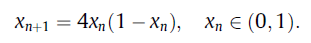 xₙ₊₁ = 4xₙ(1 − xₙ), xₙ ∈ (0, 1).